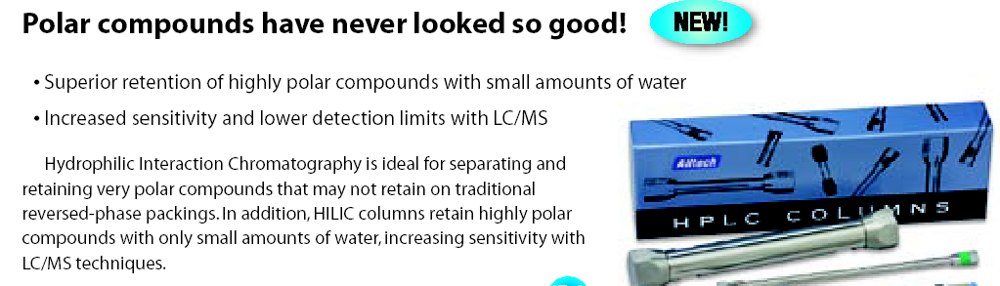 Polar compounds have never looked so good! NEW!
• Superior retention of highly polar compounds with small amounts of water
• Increased sensitivity and lower detection limits with LC/MS
Hydrophilic Interaction Chromatography is ideal for separating and
retaining very polar compounds that may not retain on traditional
reversed-phase packings. In addition, HILIC columns retain highly polar
compounds with only small amounts of water, increasing sensitivity with
LC/MS techniques.
Alltech
HPLC COLUMNS